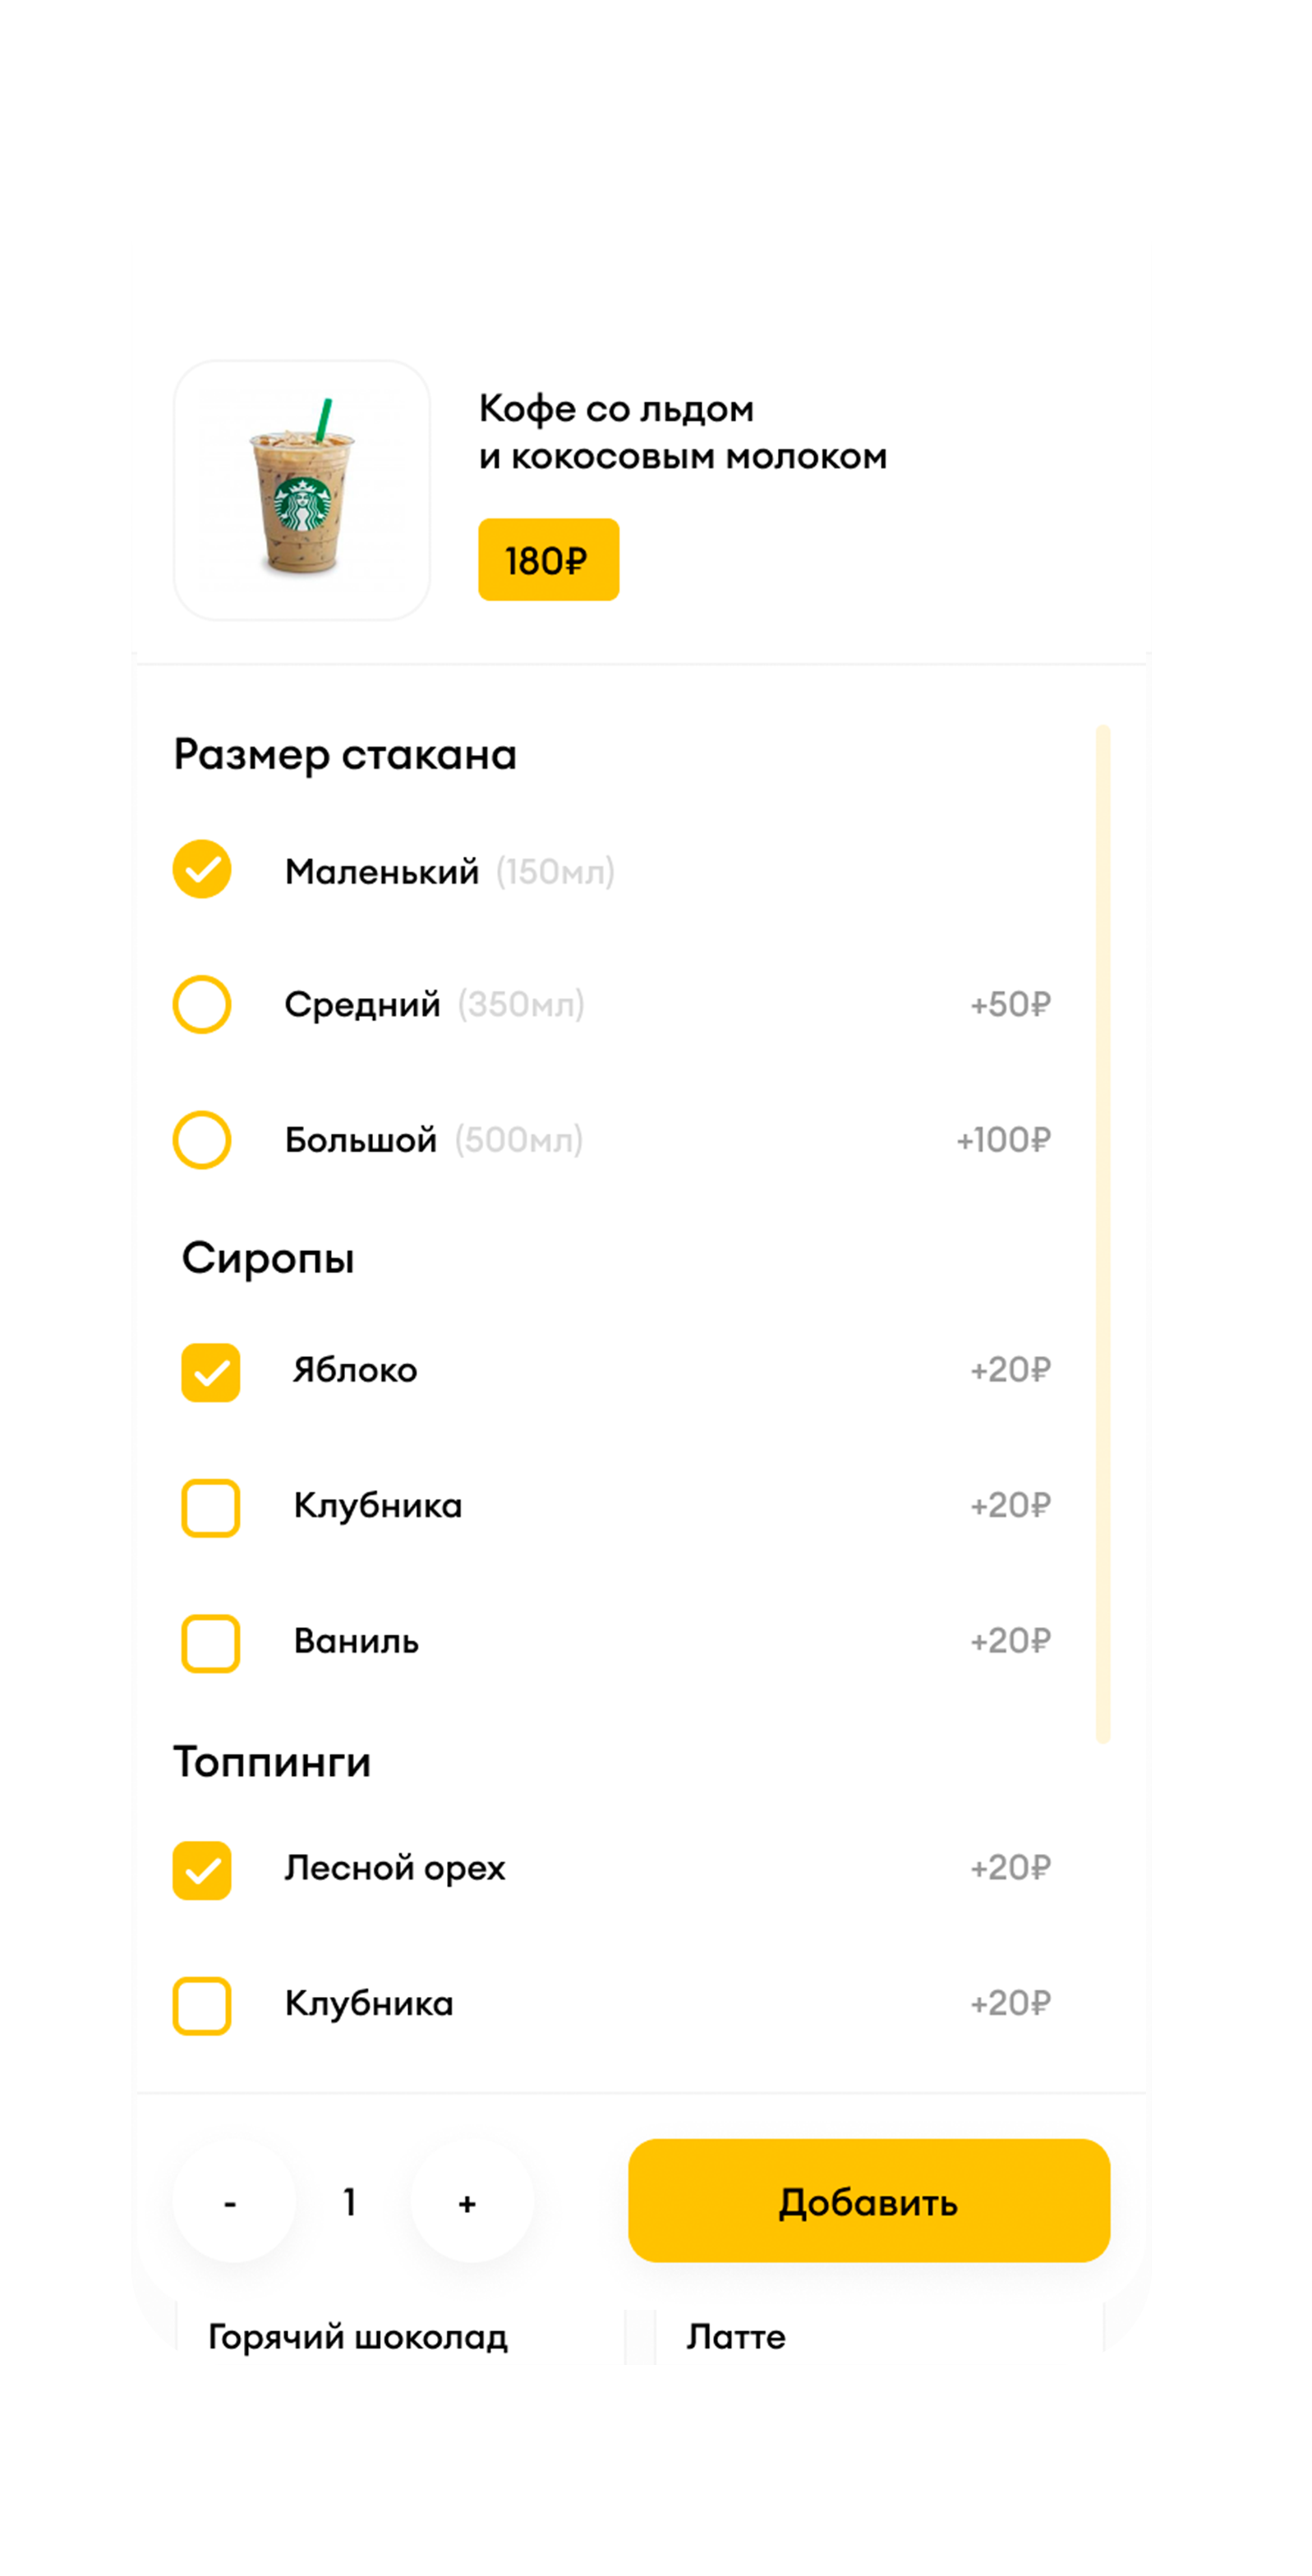 Кофе со льдом
и кокосовым молоком
180₽
Размер стакана
Маленький (150мл)
Средний (350мл) +50₽
Большой (500мл) +100₽
Сиропы
Яблоко +20₽
Клубника +20₽
Ваниль +20₽
Топпинги
Лесной орех +20₽
Клубника +20₽
- 1 + Добавить
Горячий шоколад Латте